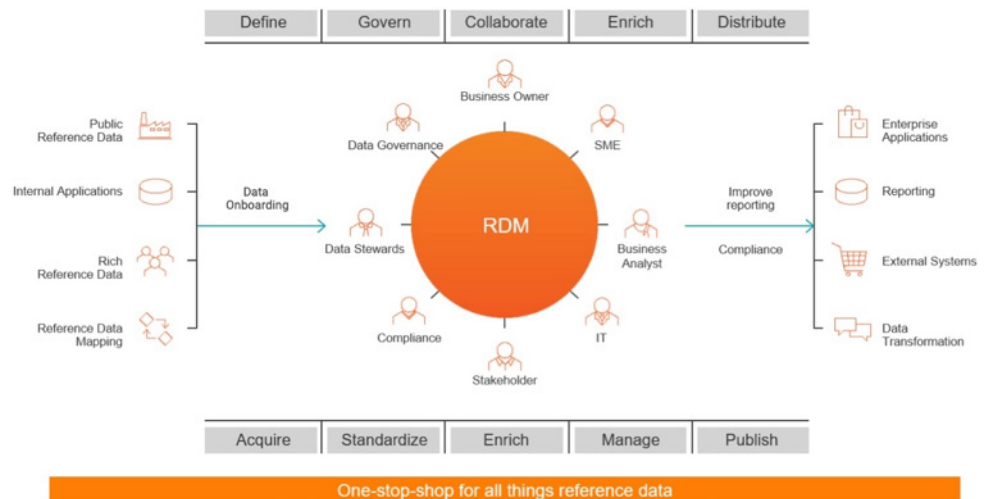 Define
Govern
Collaborate
Enrich
Distribute
Public
Reference Data
Internal Applications
Rich
Reference Data
Reference Data
Mapping
Data
Onboarding
Business Owner
Data Governance
SME
Data Stewards
RDM
Business
Analyst
Compliance
IT
Stakeholder
Improve
reporting
Compliance
Enterprise
Applications
Reporting
External Systems
Data
Transformation
Acquire
Standardize
Enrich
Manage
Publish
One-stop-shop for all things reference data